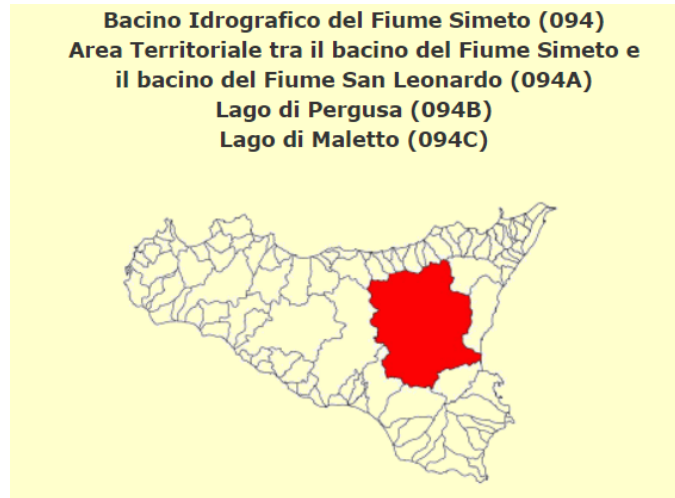 Bacino Idrografico del Fiume Simeto (094)
Area Territoriale tra il bacino del Fiume Simeto e
il bacino del Fiume San Leonardo (094A)
Lago di Pergusa (094B)
Lago di Maletto (094C)